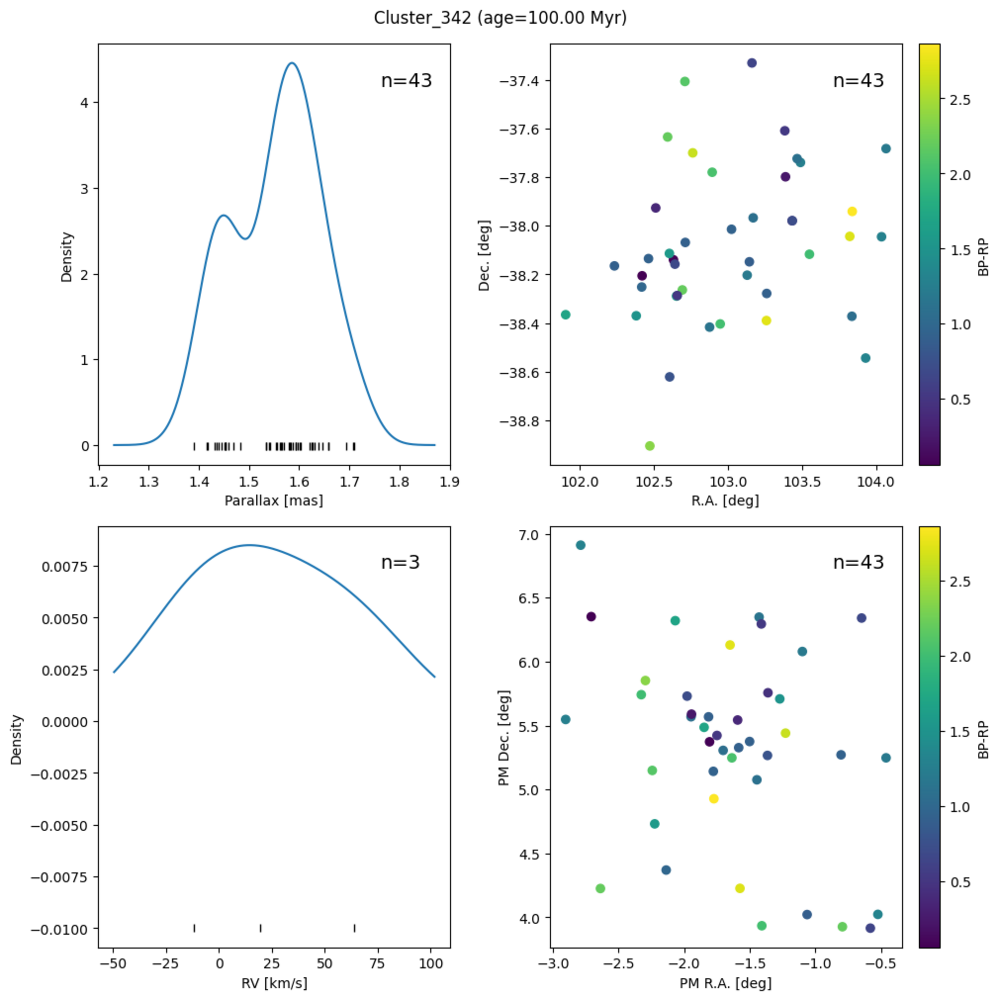 Cluster_342 (age=100.00 Myr)
n=43
Density
4
3
2
1
0
1.2 1.3 1.4 1.5 1.6 1.7 1.8 1.9
Parallax [mas]
n=43
Dec. [deg]
−37.4
−37.6
−37.8
−38.0
−38.2
−38.4
−38.6
−38.8
102.0 102.5 103.0 103.5 104.0
R.A. [deg]
2.5
2.0
1.5
1.0
0.5
BP-RP
n=3
Density
0.0075
0.0050
0.0025
0.0000
−0.0025
−0.0050
−0.0075
−0.0100
−50 −25 0 25 50 75 100
RV [km/s]
n=43
PM Dec. [deg]
7.0
6.5
6.0
5.5
5.0
4.5
4.0
−3.0 −2.5 −2.0 −1.5 −1.0 −0.5
PM R.A. [deg]
2.5
2.0
1.5
1.0
0.5
BP-RP